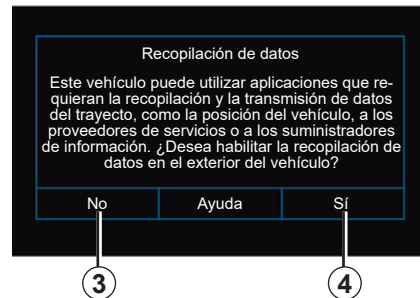 Recopilación de datos
Este vehículo puede utilizar aplicaciones que re-
quieran la recopilación y la transmisión de datos
del trayecto, como la posición del vehículo, a los
proveedores de servicios o a los suministradores
de información. ¿Desea habilitar la recopilación de
datos en el exterior del vehículo?
No Ayuda Sí
3 4